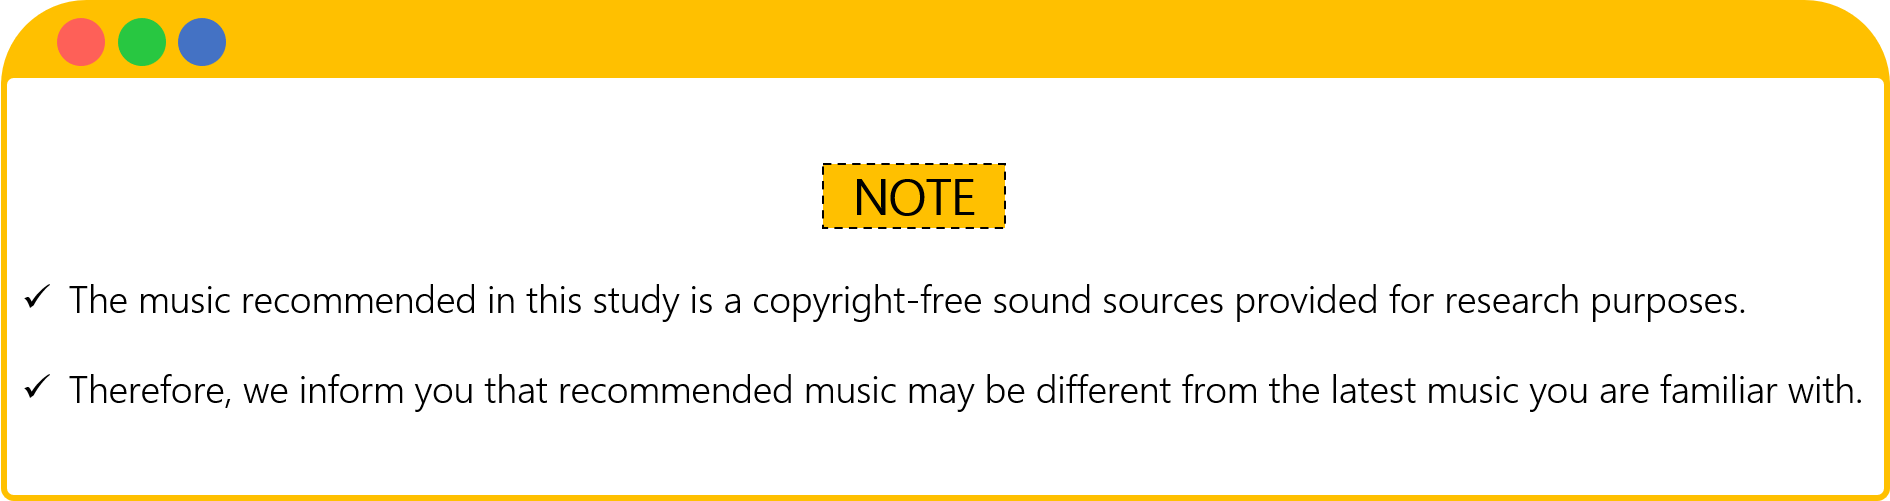 NOTE
✓ The music recommended in this study is a copyright-free sound sources provided for research purposes.
✓ Therefore, we inform you that recommended music may be different from the latest music you are familiar with.